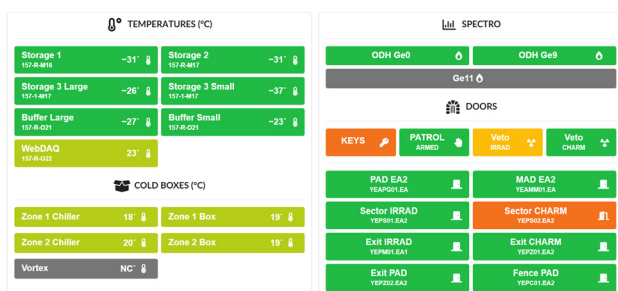 TEMPERATURES (°C)
Storage 1 -31°
157-R-M16
Storage 2 -31°
157-R-M17
Storage 3 Large -26°
157-1-M17
Storage 3 Small -37°
157-1-M17
Buffer Large -27°
157-R-O21
Buffer Small -23°
157-R-O21
WebDAQ 23°
157-R-O22
COLD BOXES (°C)
Zone 1 Chiller 18°
Zone 1 Box 19°
Zone 2 Chiller 20°
Zone 2 Box 19°
Vortex NC°
SPECTRO
ODH Ge0
ODH Ge9
Ge11
DOORS
KEYS
PATROL
ARMED
Veto
IRRAD
Veto
CHARM
PAD EA2
YEAPG01.EA
MAD EA2
YEAMM01.EA
Sector IRRAD
YEPS01.EA2
Sector CHARM
YEPS02.EA2
Exit IRRAD
YEPM01.EA1
Exit CHARM
YEPZ01.EA2
Exit PAD
YEPZ02.EA2
Fence PAD
YEPC01.EA2